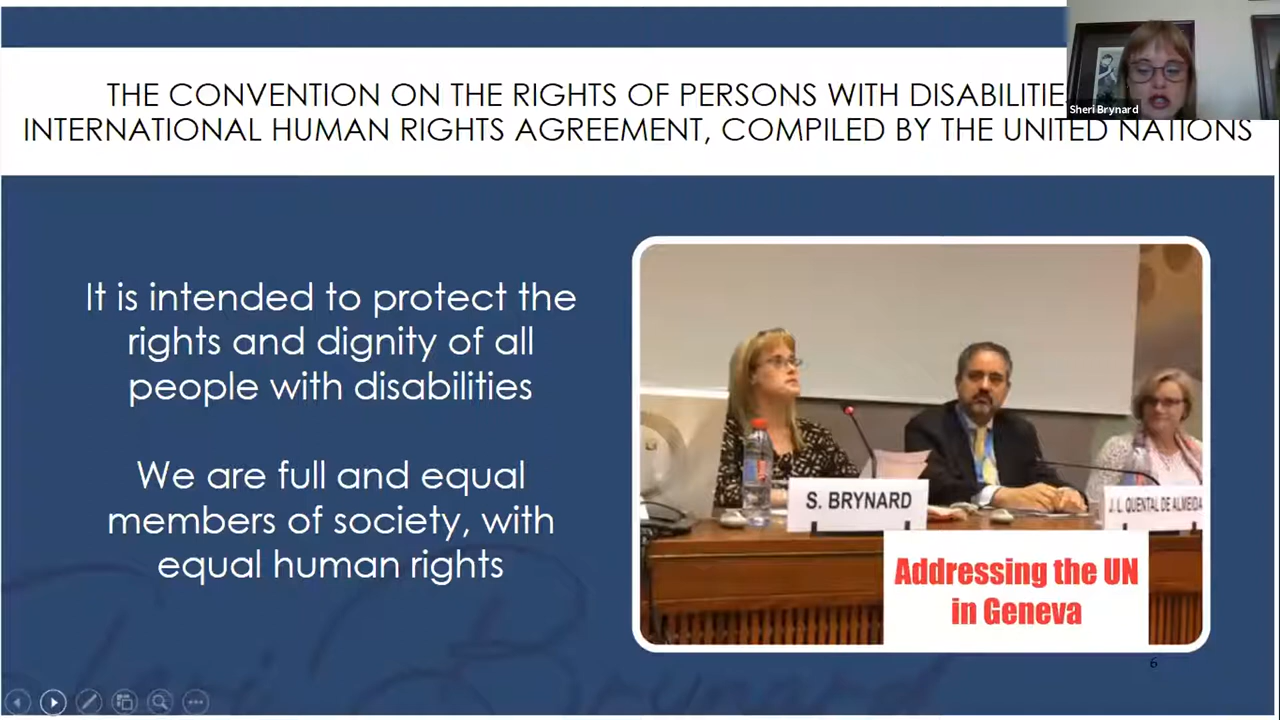 THE CONVENTION ON THE RIGHTS OF PERSONS WITH DISABILITIE
INTERNATIONAL HUMAN RIGHTS AGREEMENT, COMPILED BY THE UNITED NATIONS
Sheri Brynard
It is intended to protect the
rights and dignity of all
people with disabilities
We are full and equal
members of society, with
equal human rights
S. BRYNARD
J. L. QUENTAL DE ALMEIDA
Addressing the UN
in Geneva
6
Sheri Brynard